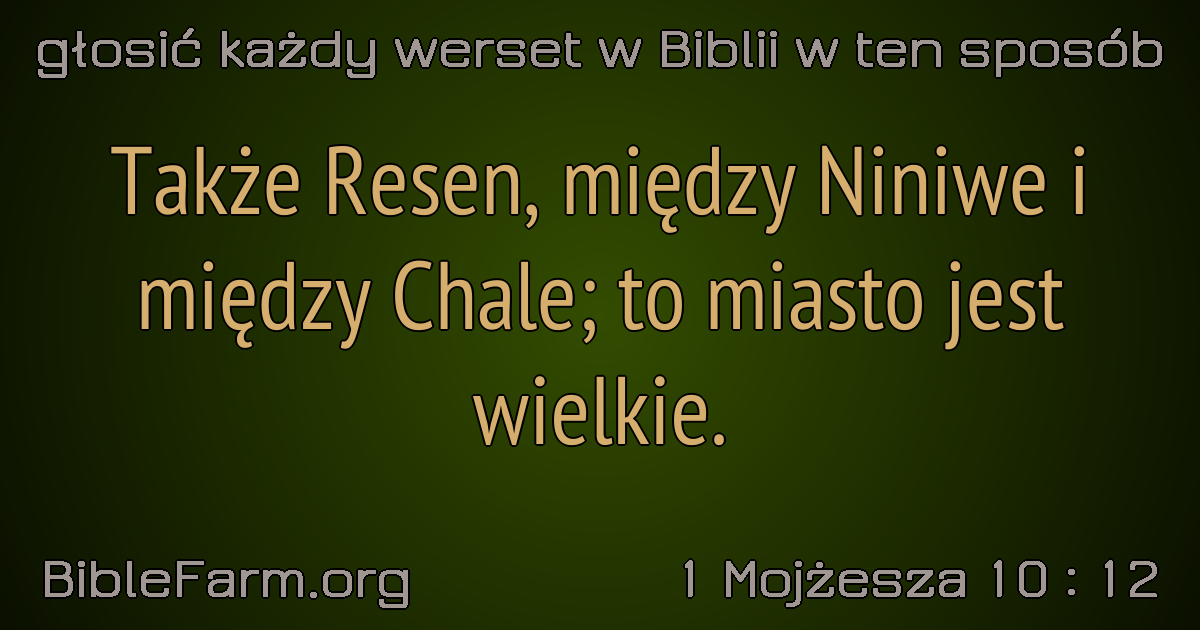 głosić każdy werset w Biblii w ten sposób
Także Resen, między Niniwe i
między Chale; to miasto jest
wielkie.
BibleFarm.org
1 Mojżesza 10 : 12